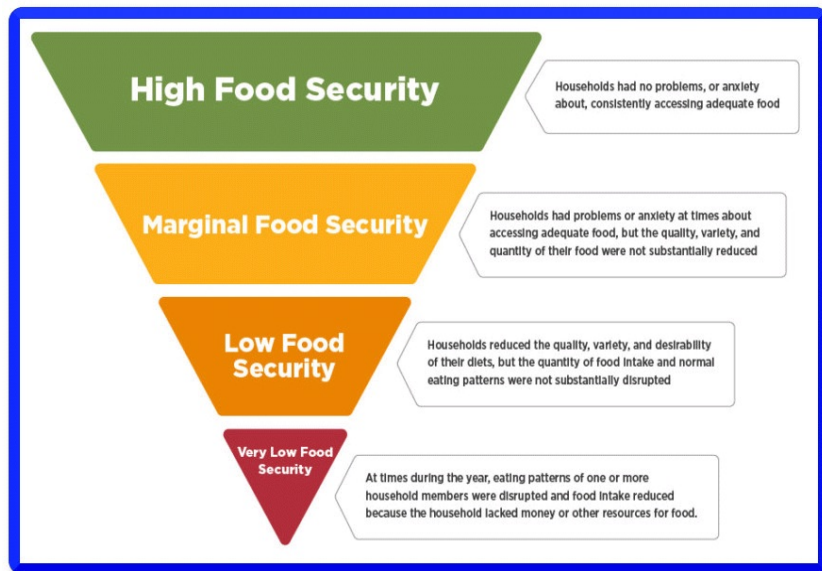 High Food Security
Households had no problems, or anxiety
about, consistently accessing adequate food
Marginal Food Security
Households had problems or anxiety at times about
accessing adequate food, but the quality, variety, and
quantity of their food were not substantially reduced
Low Food
Security
Households reduced the quality, variety, and desirability
of their diets, but the quantity of food intake and normal
eating patterns were not substantially disrupted
Very Low Food
Security
At times during the year, eating patterns of one or more
household members were disrupted and food intake reduced
because the household lacked money or other resources for food.